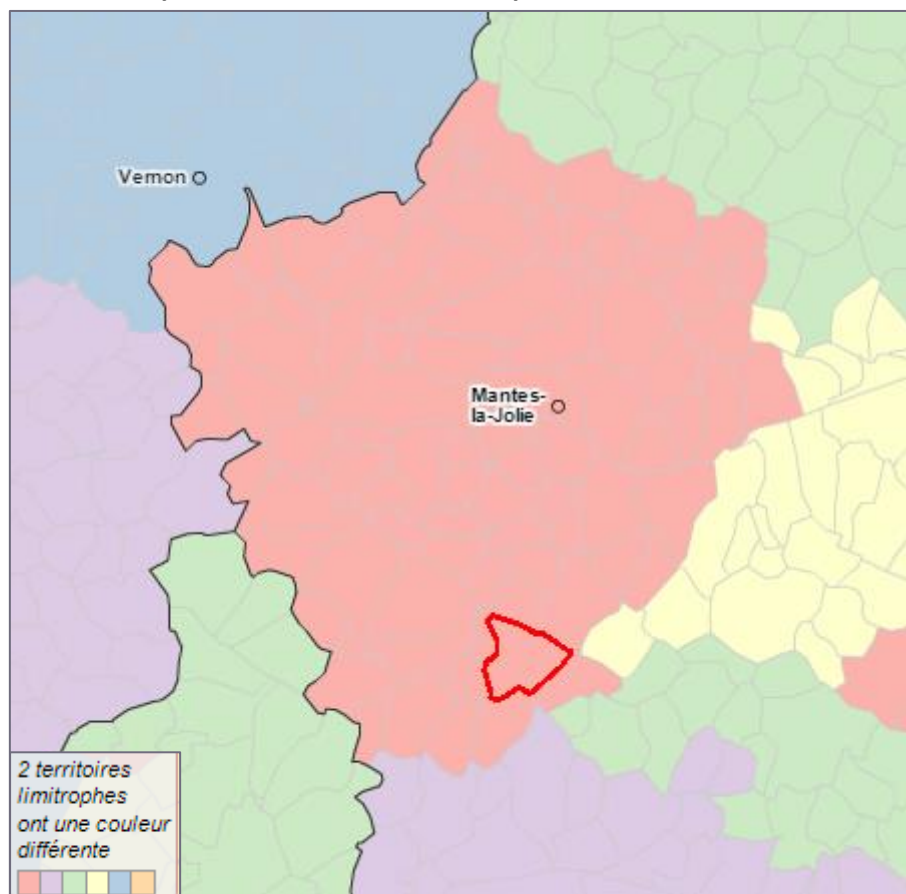 Vernon
Mantes-
la-Jolie
2 territoires
limitrophes
ont une couleur
différente